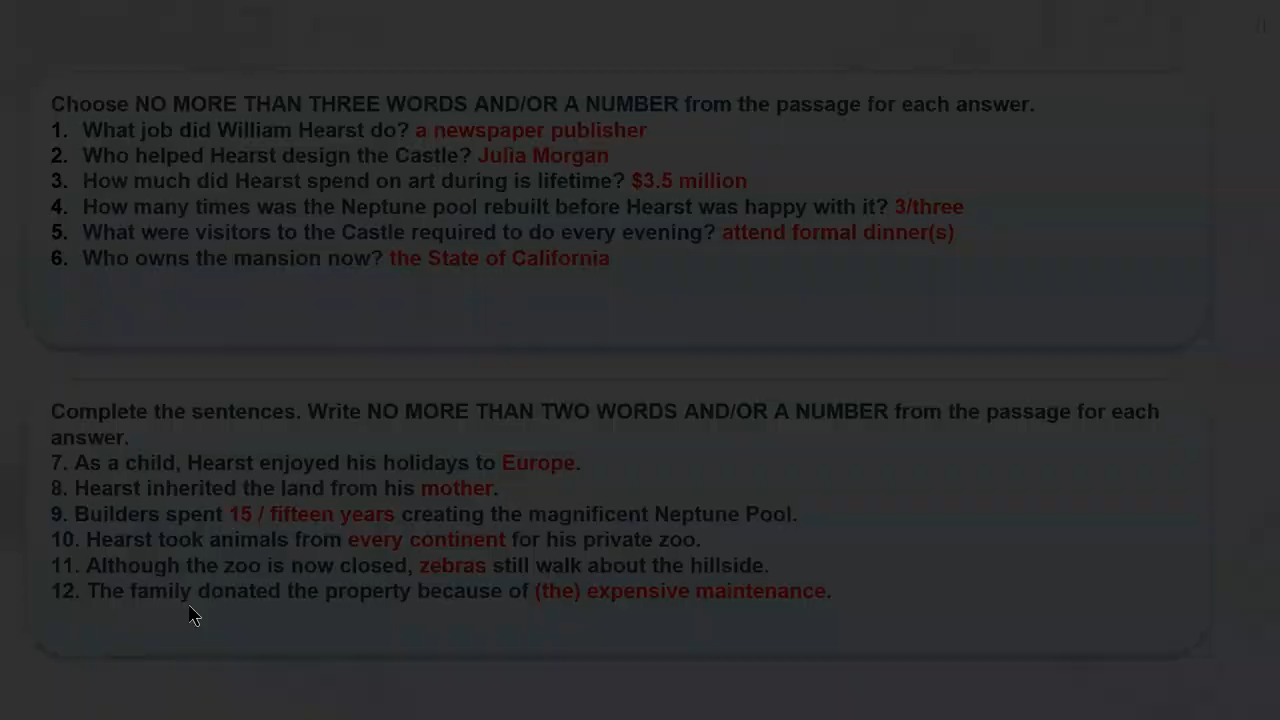 Choose NO MORE THAN THREE WORDS AND/OR A NUMBER from the passage for each answer.
1. What job did William Hearst do? a newspaper publisher
2. Who helped Hearst design the Castle? Julia Morgan
3. How much did Hearst spend on art during is lifetime? $3.5 million
4. How many times was the Neptune pool rebuilt before Hearst was happy with it? 3/three
5. What were visitors to the Castle required to do every evening? attend formal dinner(s)
6. Who owns the mansion now? the State of California
Complete the sentences. Write NO MORE THAN TWO WORDS AND/OR A NUMBER from the passage for each
answer.
7. As a child, Hearst enjoyed his holidays to Europe.
8. Hearst inherited the land from his mother.
9. Builders spent 15 / fifteen years creating the magnificent Neptune Pool.
10. Hearst took animals from every continent for his private zoo.
11. Although the zoo is now closed, zebras still walk about the hillside.
12. The family donated the property because of (the) expensive maintenance.